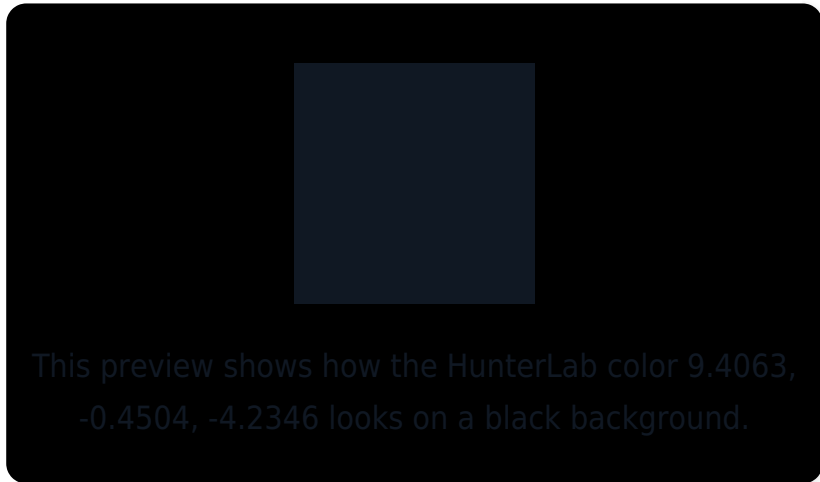 This preview shows how the HunterLab color 9.4063,
-0.4504, -4.2346 looks on a black background.